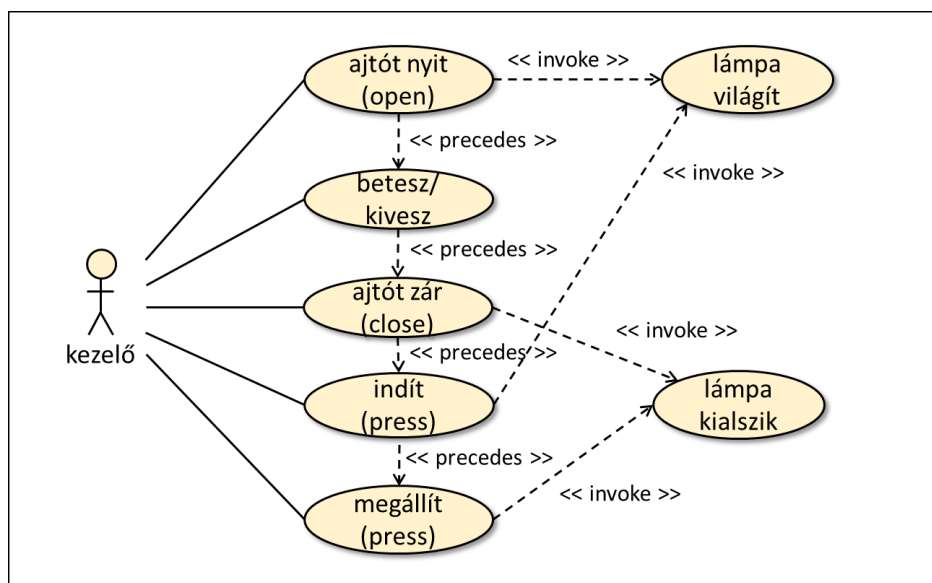 ajtót nyit
(open)
<< invoke >>
lámpa
világít
<< precedes >>
betesz/
kivesz
<< invoke >>
<< precedes >>
ajtót zár
(close)
<< invoke >>
<< precedes >>
kezelő
indít
(press)
lámpa
kialszik
<< precedes >>
<< invoke >>
megállít
(press)